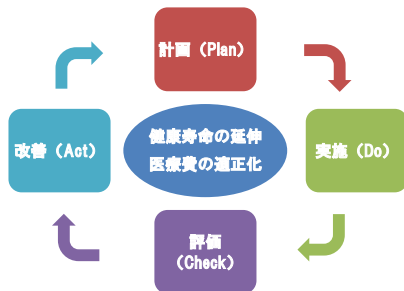 計画（Plan）
改善（Act）
健康寿命の延伸
医療費の適正化
実施（Do）
評価
（Check）